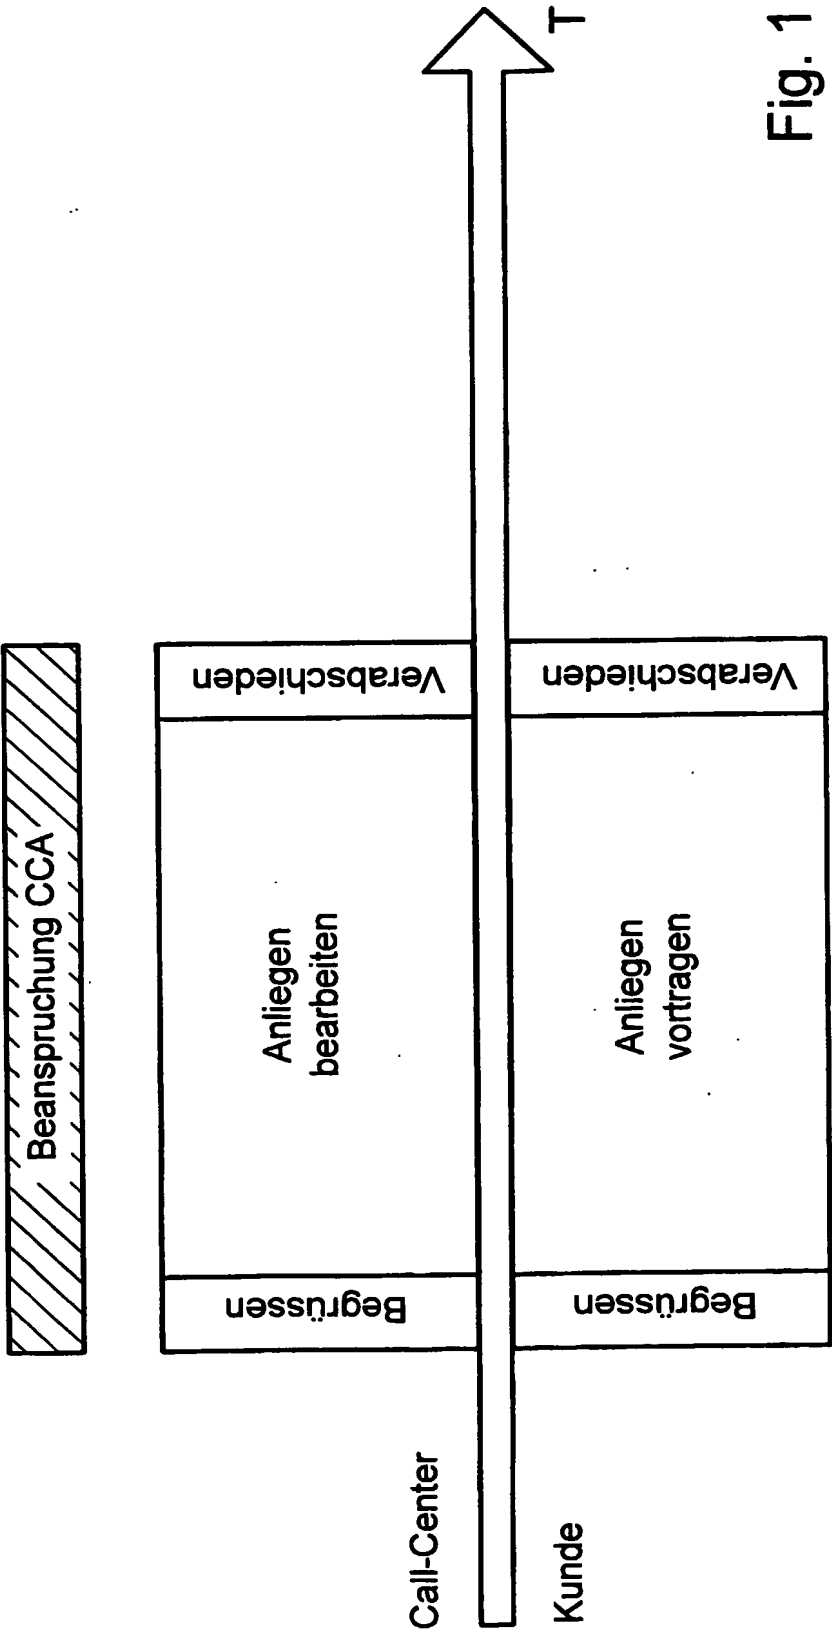 Beanspruchung CCA
Call-Center
Begrüssen
Anliegen
bearbeiten
Verabschieden
T
Kunde
Begrüssen
Anliegen
vortragen
Verabschieden
Fig. 1